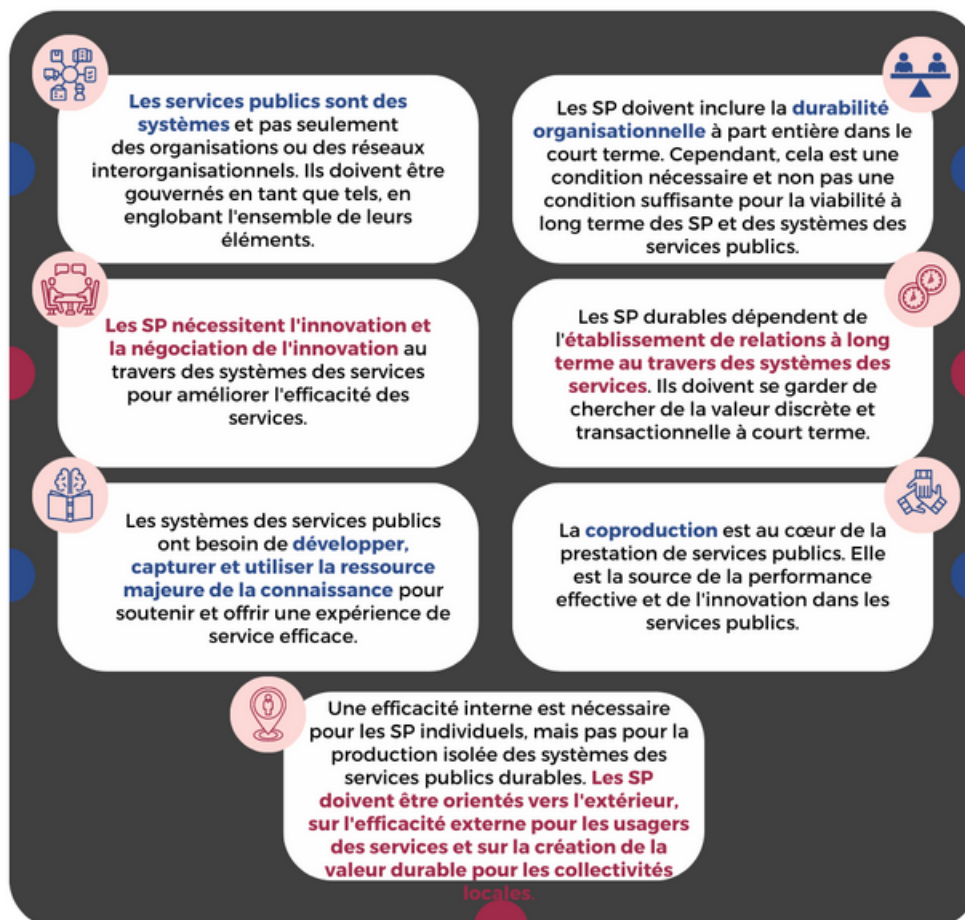 Les services publics sont des
systèmes et pas seulement
des organisations ou des réseaux
interorganisationnels. Ils doivent être
gouvernés en tant que tels, en
englobant l'ensemble de leurs
éléments.
Les SP doivent inclure la durabilité
organisationnelle à part entière dans le
court terme. Cependant, cela est une
condition nécessaire et non pas une
condition suffisante pour la viabilité à
long terme des SP et des systèmes des
services publics.
Les SP nécessitent l'innovation et
la négociation de l'innovation au
travers des systèmes des services
pour améliorer l'efficacité des
services.
Les SP durables dépendent de
l'établissement de relations à long
terme au travers des systèmes des
services. Ils doivent se garder de
chercher de la valeur discrète et
transactionnelle à court terme.
Les systèmes des services publics
ont besoin de développer,
capturer et utiliser la ressource
majeure de la connaissance pour
soutenir et offrir une expérience de
service efficace.
La coproduction est au cœur de la
prestation de services publics. Elle
est la source de la performance
effective et de l'innovation dans les
services publics.
Une efficacité interne est nécessaire
pour les SP individuels, mais pas pour la
production isolée des systèmes des
services publics durables. Les SP
doivent être orientés vers l'extérieur,
sur l'efficacité externe pour les usagers
des services et sur la création de la
valeur durable pour les collectivités
locales.